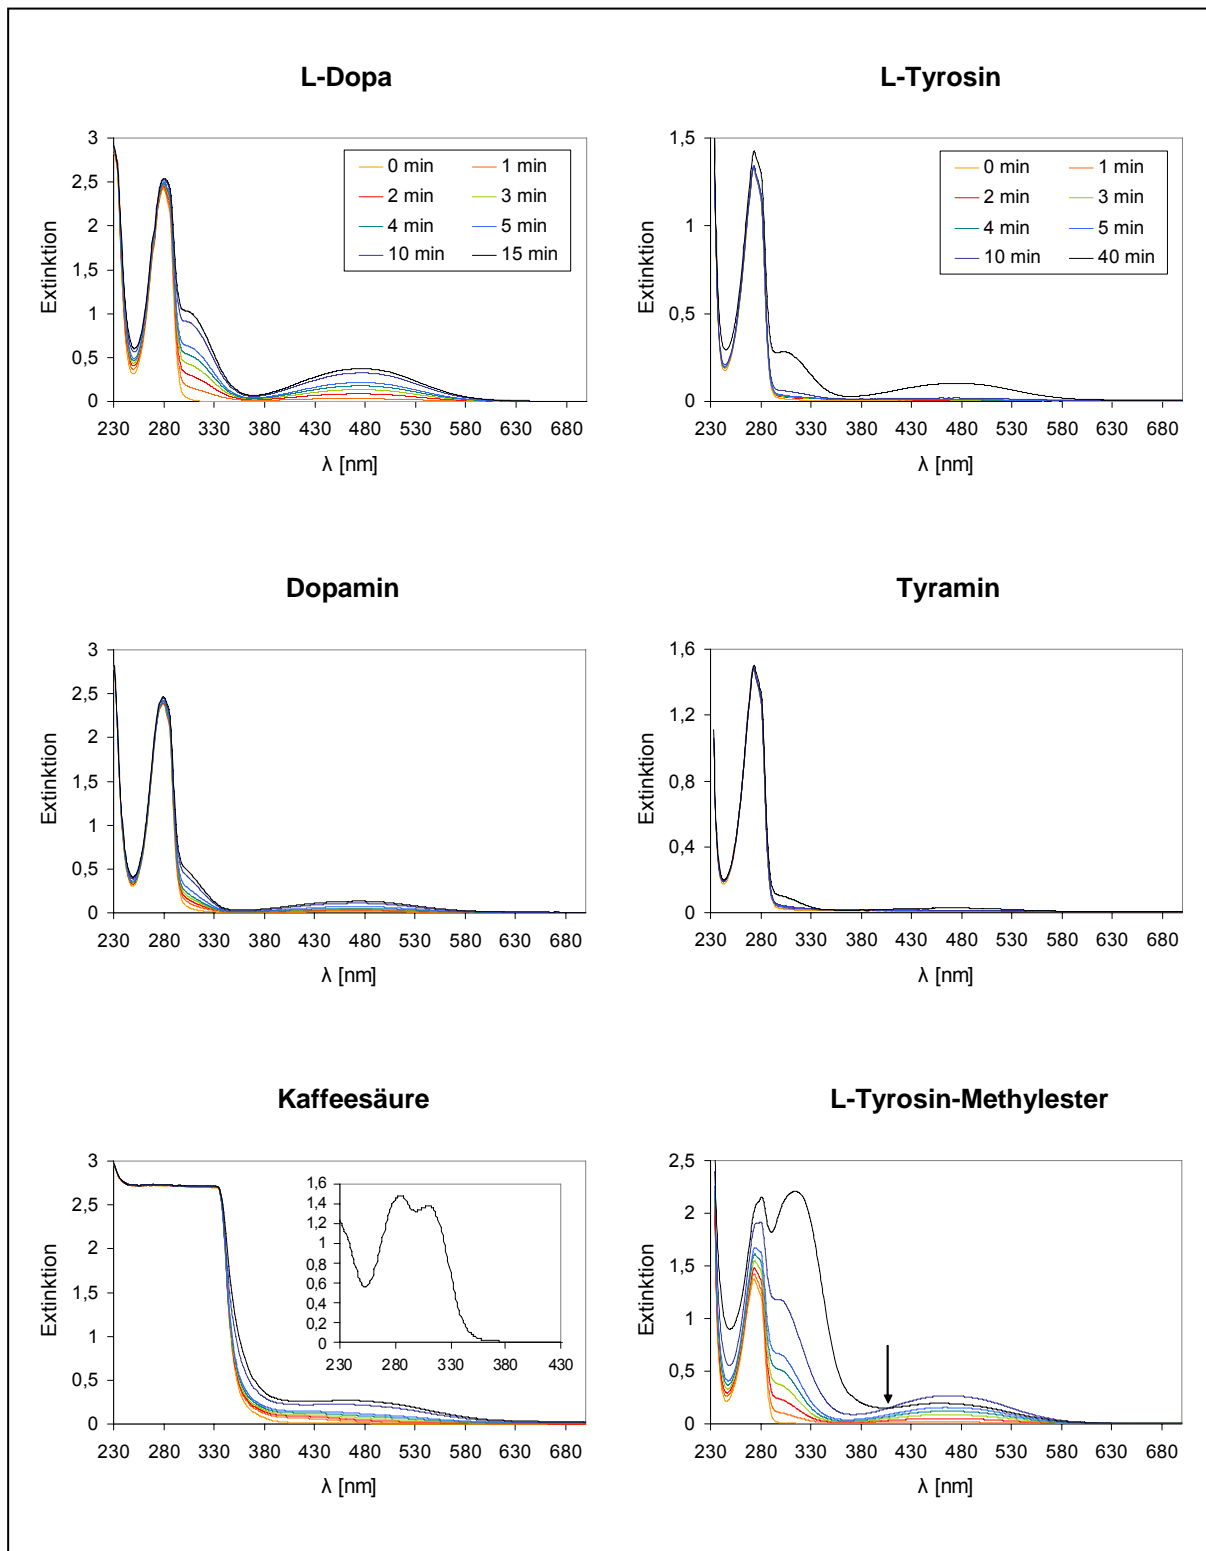 L-Dopa
3
2,5
2
1,5
1
0,5
0
Extinktion
0 min 1 min
2 min 3 min
4 min 5 min
10 min 15 min
230 280 330 380 430 480 530 580 630 680
λ [nm]
L-Tyrosin
1,5
1
0,5
0
Extinktion
0 min 1 min
2 min 3 min
4 min 5 min
10 min 40 min
230 280 330 380 430 480 530 580 630 680
λ [nm]
Dopamin
3
2,5
2
1,5
1
0,5
0
Extinktion
230 280 330 380 430 480 530 580 630 680
λ [nm]
Tyramin
1,6
1,2
0,8
0,4
0
Extinktion
230 280 330 380 430 480 530 580 630 680
λ [nm]
Kaffeesäure
3
2,5
2
1,5
1
0,5
0
Extinktion
1,6
1,4
1,2
1,0
0,8
0,6
0,4
0,2
0
230 280 330 380 430
230 280 330 380 430 480 530 580 630 680
λ [nm]
L-Tyrosin-Methylester
2,5
2
1,5
1
0,5
0
Extinktion
230 280 330 380 430 480 530 580 630 680
λ [nm]